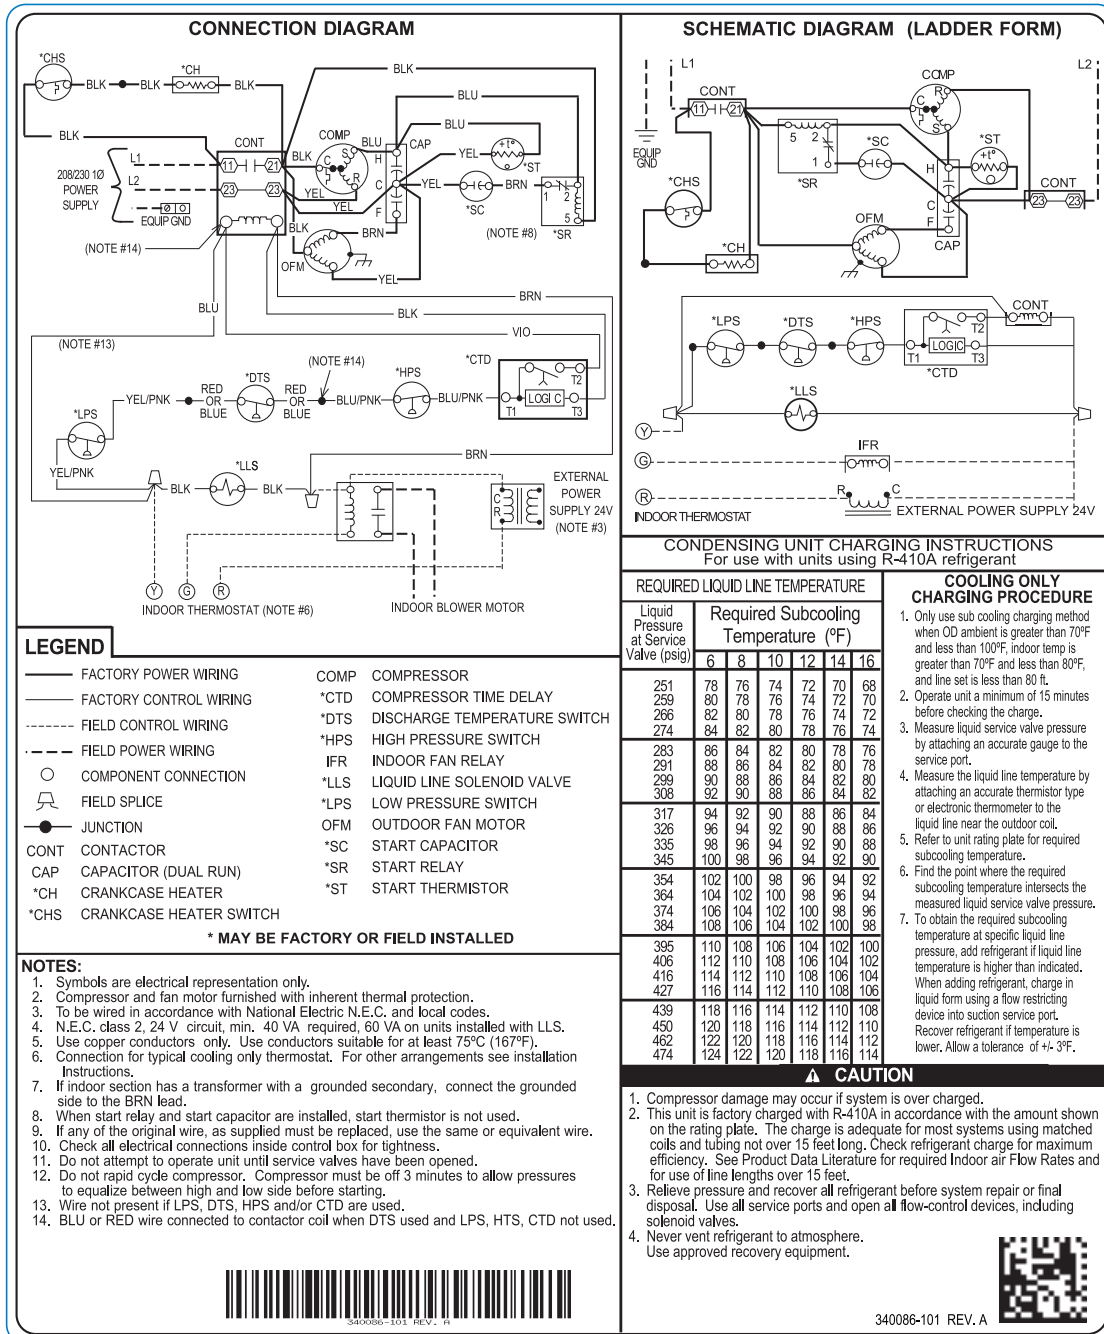 CONNECTION DIAGRAM
*CHS
BLK
BLK
*CH
BLK
BLK
BLU
BLU
BLK
CONT
COMP
BLU
CAP
H
YEL
+t°
*ST
L1
11
21
BLK
C
S
R
208/230 1Ø
POWER
SUPPLY
L2
23
23
YEL
YEL
C
YEL
BRN
1
2
*SC
5
EQUIP GND
F
BLK
BRN
(NOTE #8)
*SR
(NOTE #14)
OFM
YEL
BRN
BLU
BLK
VIO
(NOTE #13)
(NOTE #14)
*CTD
*HPS
*DTS
T2
RED
OR
BLUE
RED
OR
BLUE
YEL/PNK
BLU/PNK
BLU/PNK
T1
LOGIC
T3
*LPS
YEL/PNK
*LLS
BRN
BLK
BLK
C
R
EXTERNAL
POWER
SUPPLY 24V
(NOTE #3)
Y
G
R
INDOOR THERMOSTAT (NOTE #6)
INDOOR BLOWER MOTOR
LEGEND
FACTORY POWER WIRING
FACTORY CONTROL WIRING
FIELD CONTROL WIRING
FIELD POWER WIRING
COMPONENT CONNECTION
FIELD SPLICE
JUNCTION
CONT CONTACTOR
CAP CAPACITOR (DUAL RUN)
*CH CRANKCASE HEATER
*CHS CRANKCASE HEATER SWITCH
COMP COMPRESSOR
*CTD COMPRESSOR TIME DELAY
*DTS DISCHARGE TEMPERATURE SWITCH
*HPS HIGH PRESSURE SWITCH
IFR INDOOR FAN RELAY
*LLS LIQUID LINE SOLENOID VALVE
*LPS LOW PRESSURE SWITCH
OFM OUTDOOR FAN MOTOR
*SC START CAPACITOR
*SR START RELAY
*ST START THERMISTOR
* MAY BE FACTORY OR FIELD INSTALLED
NOTES:
1. Symbols are electrical representation only.
2. Compressor and fan motor furnished with inherent thermal protection.
3. To be wired in accordance with National Electric N.E.C. and local codes.
4. N.E.C. class 2, 24 V circuit, min. 40 VA required, 60 VA on units installed with LLS.
5. Use copper conductors only. Use conductors suitable for at least 75ºC (167ºF).
6. Connection for typical cooling only thermostat. For other arrangements see installation
Instructions.
7. If indoor section has a transformer with a grounded secondary, connect the grounded
side to the BRN lead.
8. When start relay and start capacitor are installed, start thermistor is not used.
9. If any of the original wire, as supplied must be replaced, use the same or equivalent wire.
10. Check all electrical connections inside control box for tightness.
11. Do not attempt to operate unit until service valves have been opened.
12. Do not rapid cycle compressor. Compressor must be off 3 minutes to allow pressures
to equalize between high and low side before starting.
13. Wire not present if LPS, DTS, HPS and/or CTD are used.
14. BLU or RED wire connected to contactor coil when DTS used and LPS, HTS, CTD not used.
340086-101 REV. A
SCHEMATIC DIAGRAM (LADDER FORM)
L1
L2
CONT
COMP
11
21
C
R
S
5
2
1
*SC
*ST
+t°
EQUIP
GND
*SR
H
*CHS
CONT
C
23
23
F
OFM
CAP
*CH
CONT
*LPS
*DTS
*HPS
T2
T1
LOGIC
T3
*CTD
*LLS
Y
G
IFR
R
R
C
INDOOR THERMOSTAT
EXTERNAL POWER SUPPLY 24V
CONDENSING UNIT CHARGING INSTRUCTIONS
For use with units using R-410A refrigerant
REQUIRED LIQUID LINE TEMPERATURE
Liquid
Pressure
at Service
Valve (psig)
Required Subcooling
Temperature (ºF)
6 8 10 12 14 16
251 78 76 74 72 70 68
259 80 78 76 74 72 70
266 82 80 78 76 74 72
274 84 82 80 78 76 74
283 86 84 82 80 78 76
291 88 86 84 82 80 78
299 90 88 86 84 82 80
308 92 90 88 86 84 82
317 94 92 90 88 86 84
326 96 94 92 90 88 86
335 98 96 94 92 90 88
345 100 98 96 94 92 90
354 102 100 98 96 94 92
364 104 102 100 98 96 94
374 106 104 102 100 98 96
384 108 106 104 102 100 98
395 110 108 106 104 102 100
406 112 110 108 106 104 102
416 114 112 110 108 106 104
427 116 114 112 110 108 106
439 118 116 114 112 110 108
450 120 118 116 114 112 110
462 122 120 118 116 114 112
474 124 122 120 118 116 114
COOLING ONLY
CHARGING PROCEDURE
1. Only use sub cooling charging method
when OD ambient is greater than 70ºF
and less than 100ºF, indoor temp is
greater than 70ºF and less than 80ºF,
and line set is less than 80 ft.
2. Operate unit a minimum of 15 minutes
before checking the charge.
3. Measure liquid service valve pressure
by attaching an accurate gauge to the
service port.
4. Measure the liquid line temperature by
attaching an accurate thermistor type
or electronic thermometer to the
liquid line near the outdoor coil.
5. Refer to unit rating plate for required
subcooling temperature.
6. Find the point where the required
subcooling temperature intersects the
measured liquid service valve pressure.
7. To obtain the required subcooling
temperature at specific liquid line
pressure, add refrigerant if liquid line
temperature is higher than indicated.
When adding refrigerant, charge in
liquid form using a flow restricting
device into suction service port.
Recover refrigerant if temperature is
lower. Allow a tolerance of +/- 3ºF.
CAUTION
1. Compressor damage may occur if system is over charged.
2. This unit is factory charged with R-410A in accordance with the amount shown
on the rating plate. The charge is adequate for most systems using matched
coils and tubing not over 15 feet long. Check refrigerant charge for maximum
efficiency. See Product Data Literature for required Indoor air Flow Rates and
for use of line lengths over 15 feet.
3. Relieve pressure and recover all refrigerant before system repair or final
disposal. Use all service ports and open all flow-control devices, including
solenoid valves.
4. Never vent refrigerant to atmosphere.
Use approved recovery equipment.
340086-101 REV. A